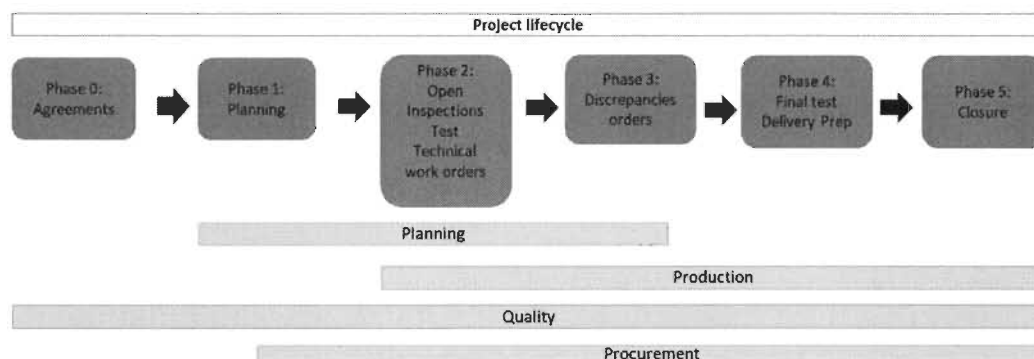 Project lifecycle
Phase 0:
Agreements
Phase 1:
Planning
Phase 2:
Open
Inspections
Test
Technical
work orders
Phase 3:
Discrepancies
orders
Phase 4:
Final test
Delivery Prep
Phase 5:
Closure
Planning
Production
Quality
Procurement